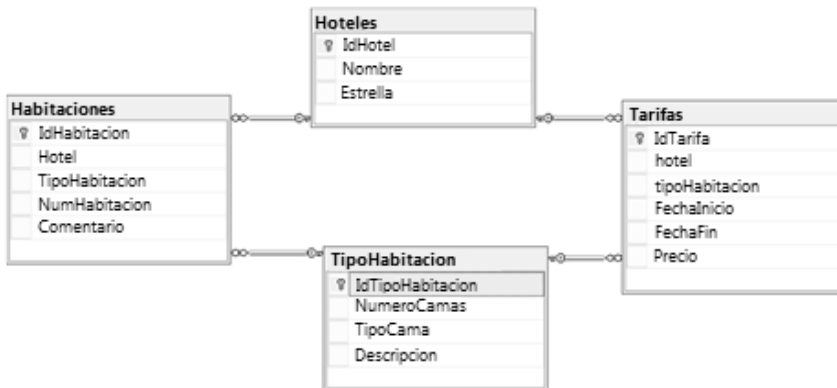 Hoteles
IdHotel
Nombre
Estrella
Habitaciones
IdHabitacion
Hotel
TipoHabitacion
NumHabitacion
Comentario
Tarifas
IdTarifa
hotel
tipoHabitacion
FechaInicio
FechaFin
Precio
TipoHabitacion
IdTipoHabitacion
NumeroCamas
TipoCama
Descripcion